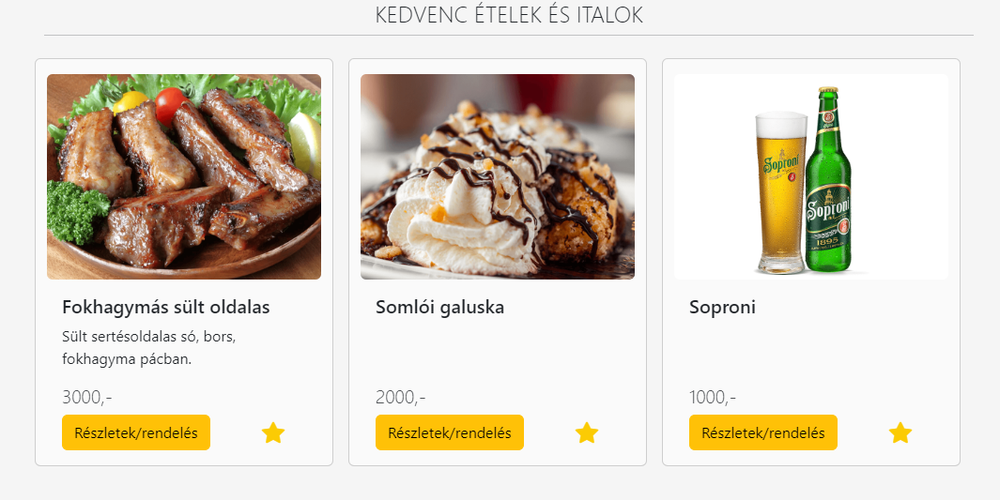 KEDVENC ÉTELEK ÉS ITALOK
Soproni
Soproni
1895
Fokhagymás sült oldalas
Sült sertésoldalas só, bors,
fokhagyma pácban.
3000,-
Részletek/rendelés
Somlói galuska
2000,-
Részletek/rendelés
Soproni
1000,-
Részletek/rendelés